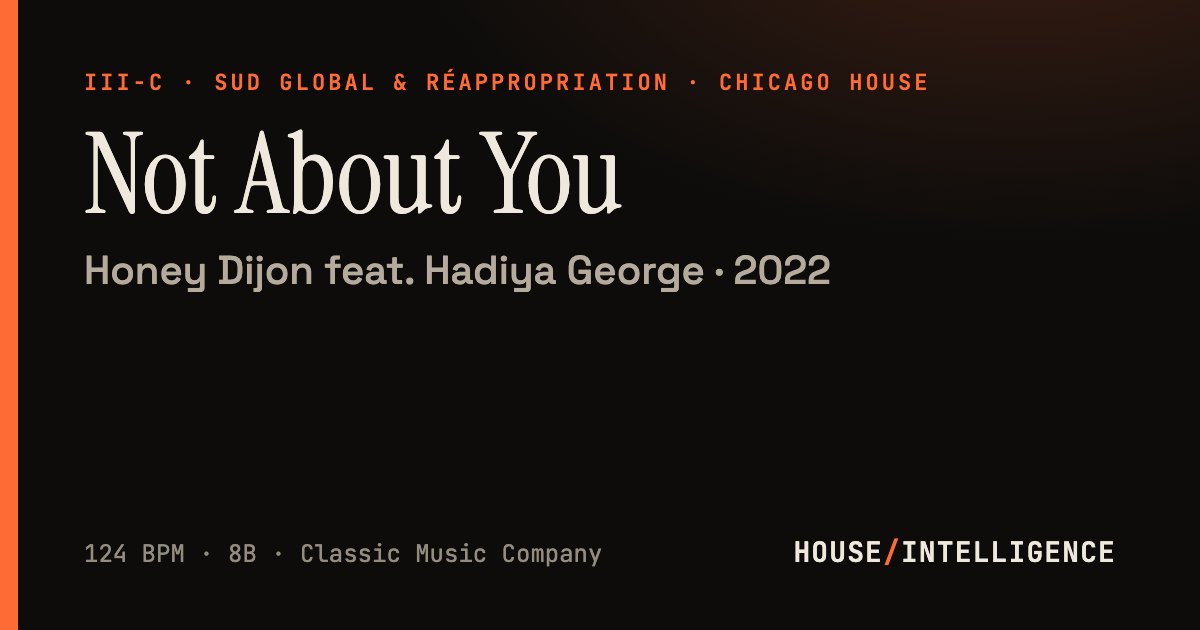 III-C · SUD GLOBAL & RÉAPPROPRIATION · CHICAGO HOUSE
Not About You
Honey Dijon feat. Hadiya George · 2022
124 BPM · 8B · Classic Music Company
HOUSE/INTELLIGENCE